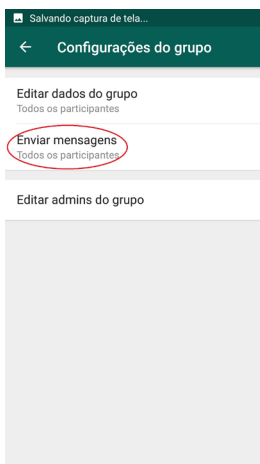 Salvando captura de tela...
Configurações do grupo
Editar dados do grupo
Todos os participantes
Enviar mensagens
Todos os participantes
Editar admins do grupo